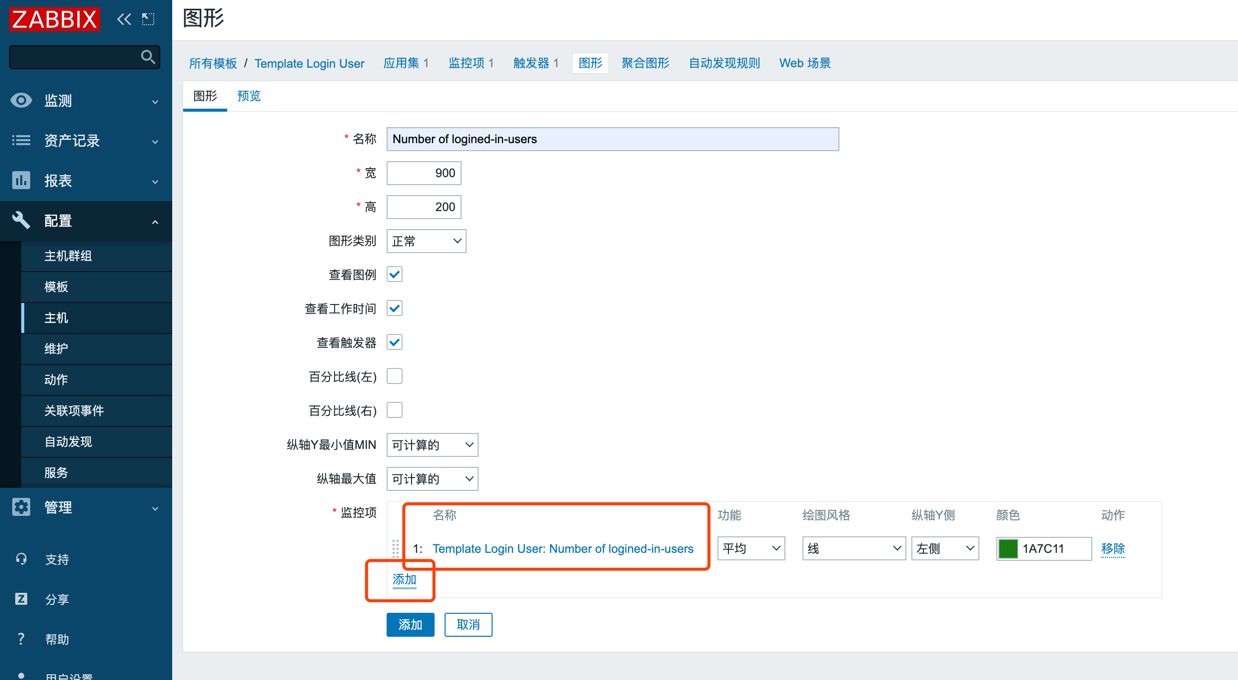 ZABBIX
图形
所有模板 / Template Login User 应用集 1 监控项 1 触发器 1 图形 聚合图形 自动发现规则 Web 场景
图形 预览
监测
资产记录
报表
配置
主机群组
模板
主机
维护
动作
关联项事件
自动发现
服务
管理
支持
Z 分享
? 帮助
用户设置
* 名称 Number of logined-in-users
* 宽 900
* 高 200
图形类别 正常
查看图例
查看工作时间
查看触发器
百分比线(左)
百分比线(右)
纵轴Y最小值MIN 可计算的
纵轴最大值 可计算的
* 监控项 名称 功能 绘图风格 纵轴Y侧 颜色 动作
1: Template Login User: Number of logined-in-users 平均 线 左侧 1A7C11 移除
添加
添加 取消